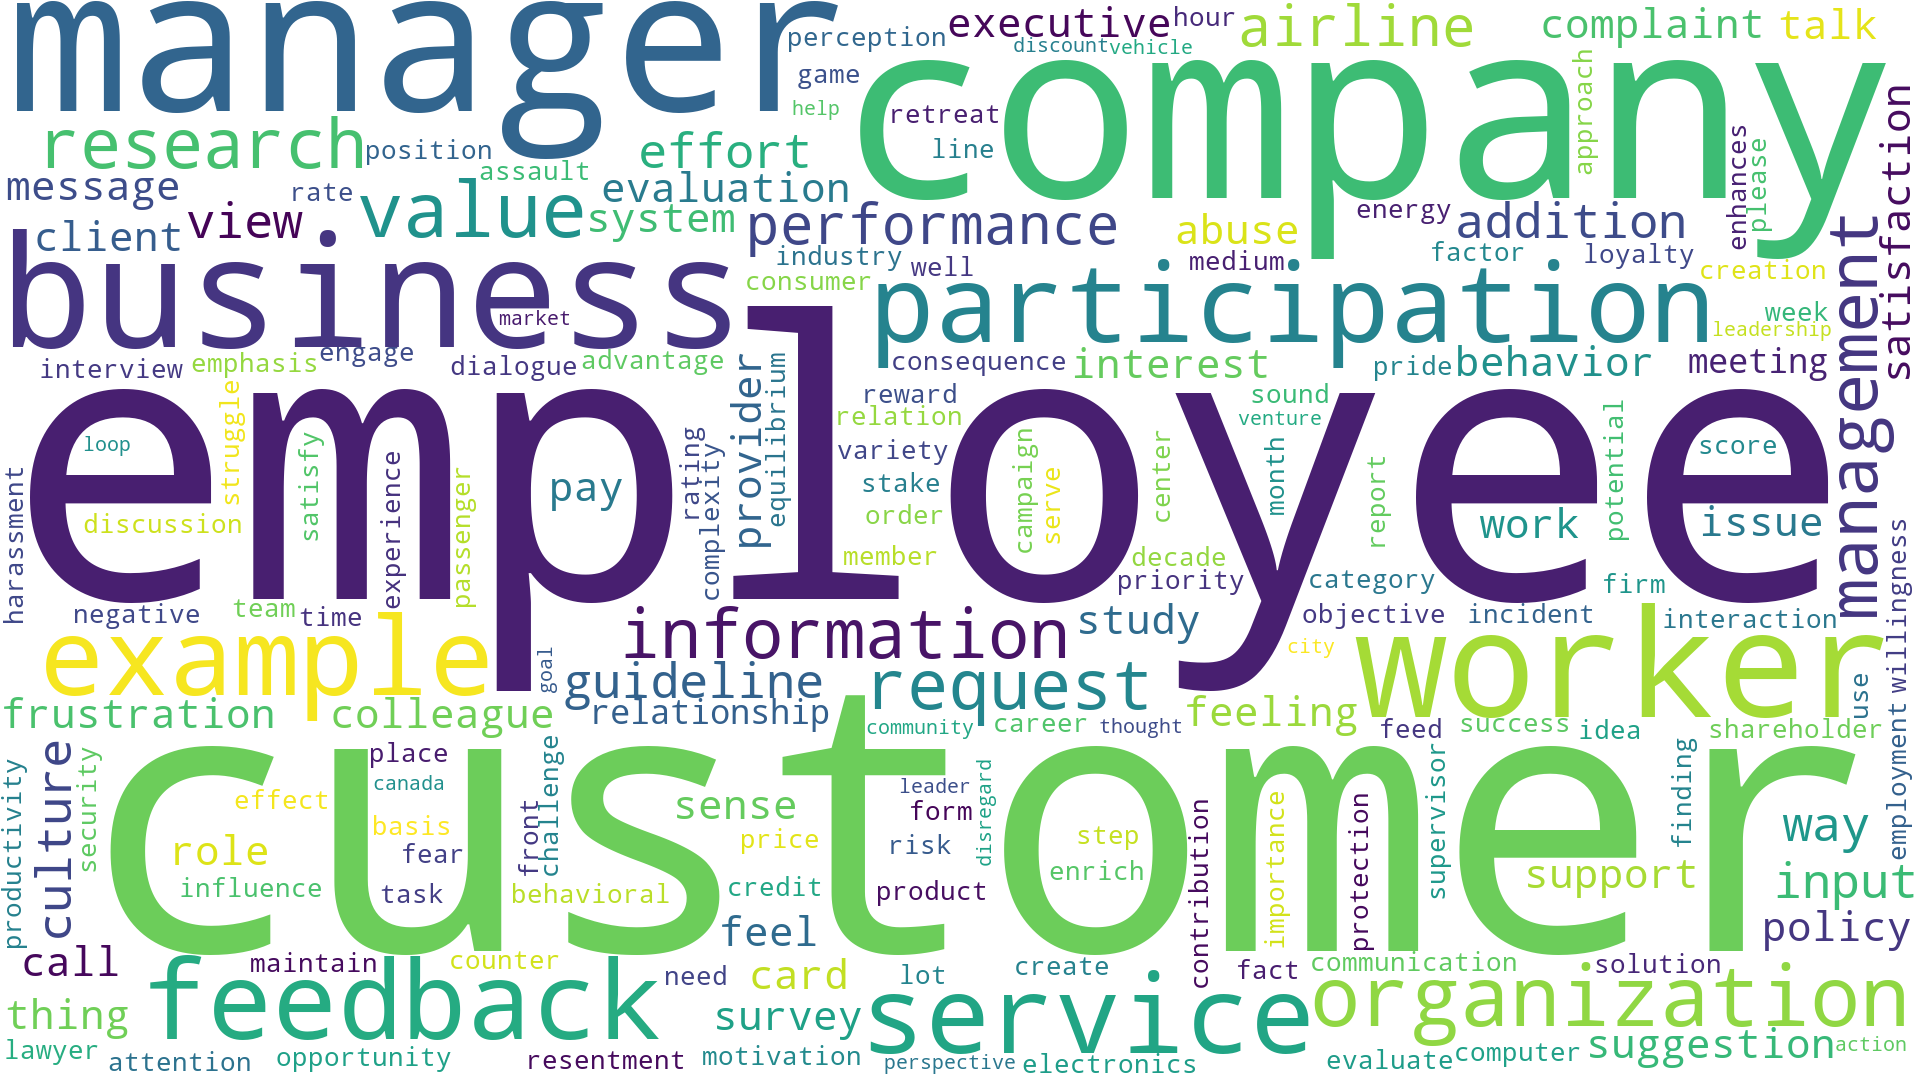 manager
perception
executive
hour
airline
complaint
talk
discount
vehicle
game
help
company
retreat
line
approach
research
position
effort
assault
message
rate
value
evaluation
system
view
client
performance
energy
abuse
addition
enhances
please
satisfaction
business
industry
well
medium
factor
loyalty
consumer
participation
creation
week
leadership
management
market
interview
emphasis
engage
dialogue
advantage
provider
equilibrium
consequence
interest
pride
behavior
meeting
employee
struggle
reward
sound
relation
venture
loop
satisfy
experience
passenger
pay
rating
complexity
variety
stake
order
member
campaign
serve
center
month
report
potential
score
work
issue
harassment
discussion
decade
priority
category
firm
willingness
negative
team
time
information
study
objective
incident
interaction
example
goal
guideline
request
city
worker
frustration
colleague
relationship
community
career
thought
feeling
feed
success
idea
shareholder
use
employment
customer
culture
security
productivity
place
canada
challenge
front
effect
basis
fear
role
influence
task
behavioral
sense
price
credit
leader
form
risk
disregard
product
step
enrich
contribution
importance
protection
supervisor
finding
way
support
input
policy
call
maintain
counter
feel
need
card
lot
create
fact
communication
solution
thing
feedback
survey
service
organization
lawyer
attention
opportunity
resentment
motivation
perspective
electronics
evaluate
computer
suggestion
action